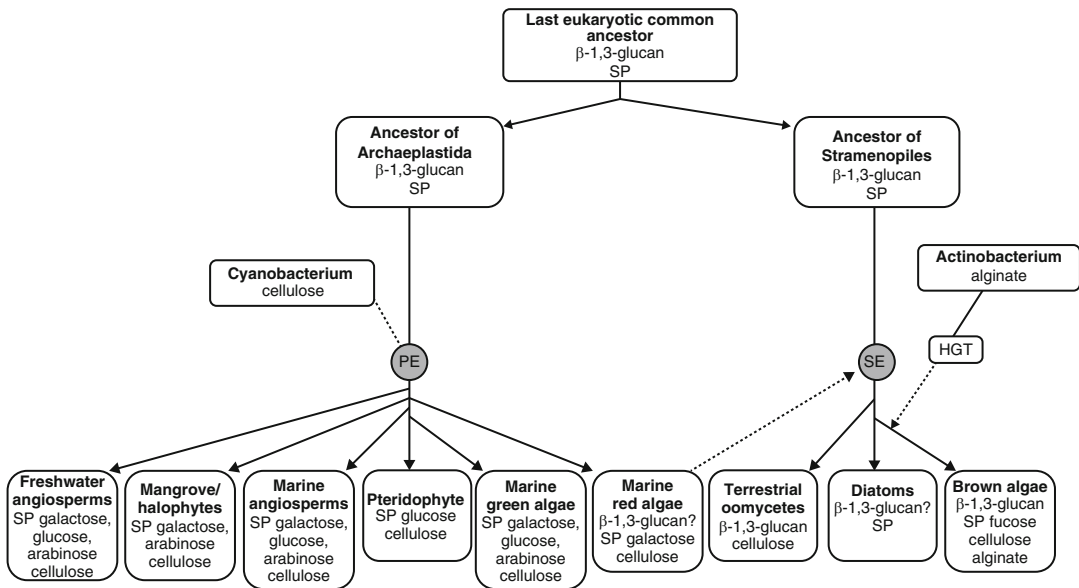 Last eukaryotic common
ancestor
β-1,3-glucan
SP
Ancestor of
Archaeplastida
β-1,3-glucan
SP
Ancestor of
Stramenopiles
β-1,3-glucan
SP
Cyanobacterium
cellulose
Actinobacterium
alginate
HGT
PE
SE
Freshwater
angiosperms
SP galactose,
glucose,
arabinose
cellulose
Mangrove/
halophytes
SP galactose,
arabinose
cellulose
Marine
angiosperms
SP galactose,
glucose,
arabinose
cellulose
Pteridophyte
SP glucose
cellulose
Marine
green algae
SP galactose,
glucose,
arabinose
cellulose
Marine
red algae
β-1,3-glucan?
SP galactose
cellulose
Terrestrial
oomycetes
β-1,3-glucan
cellulose
Diatoms
β-1,3-glucan?
SP
Brown algae
β-1,3-glucan
SP fucose
cellulose
alginate